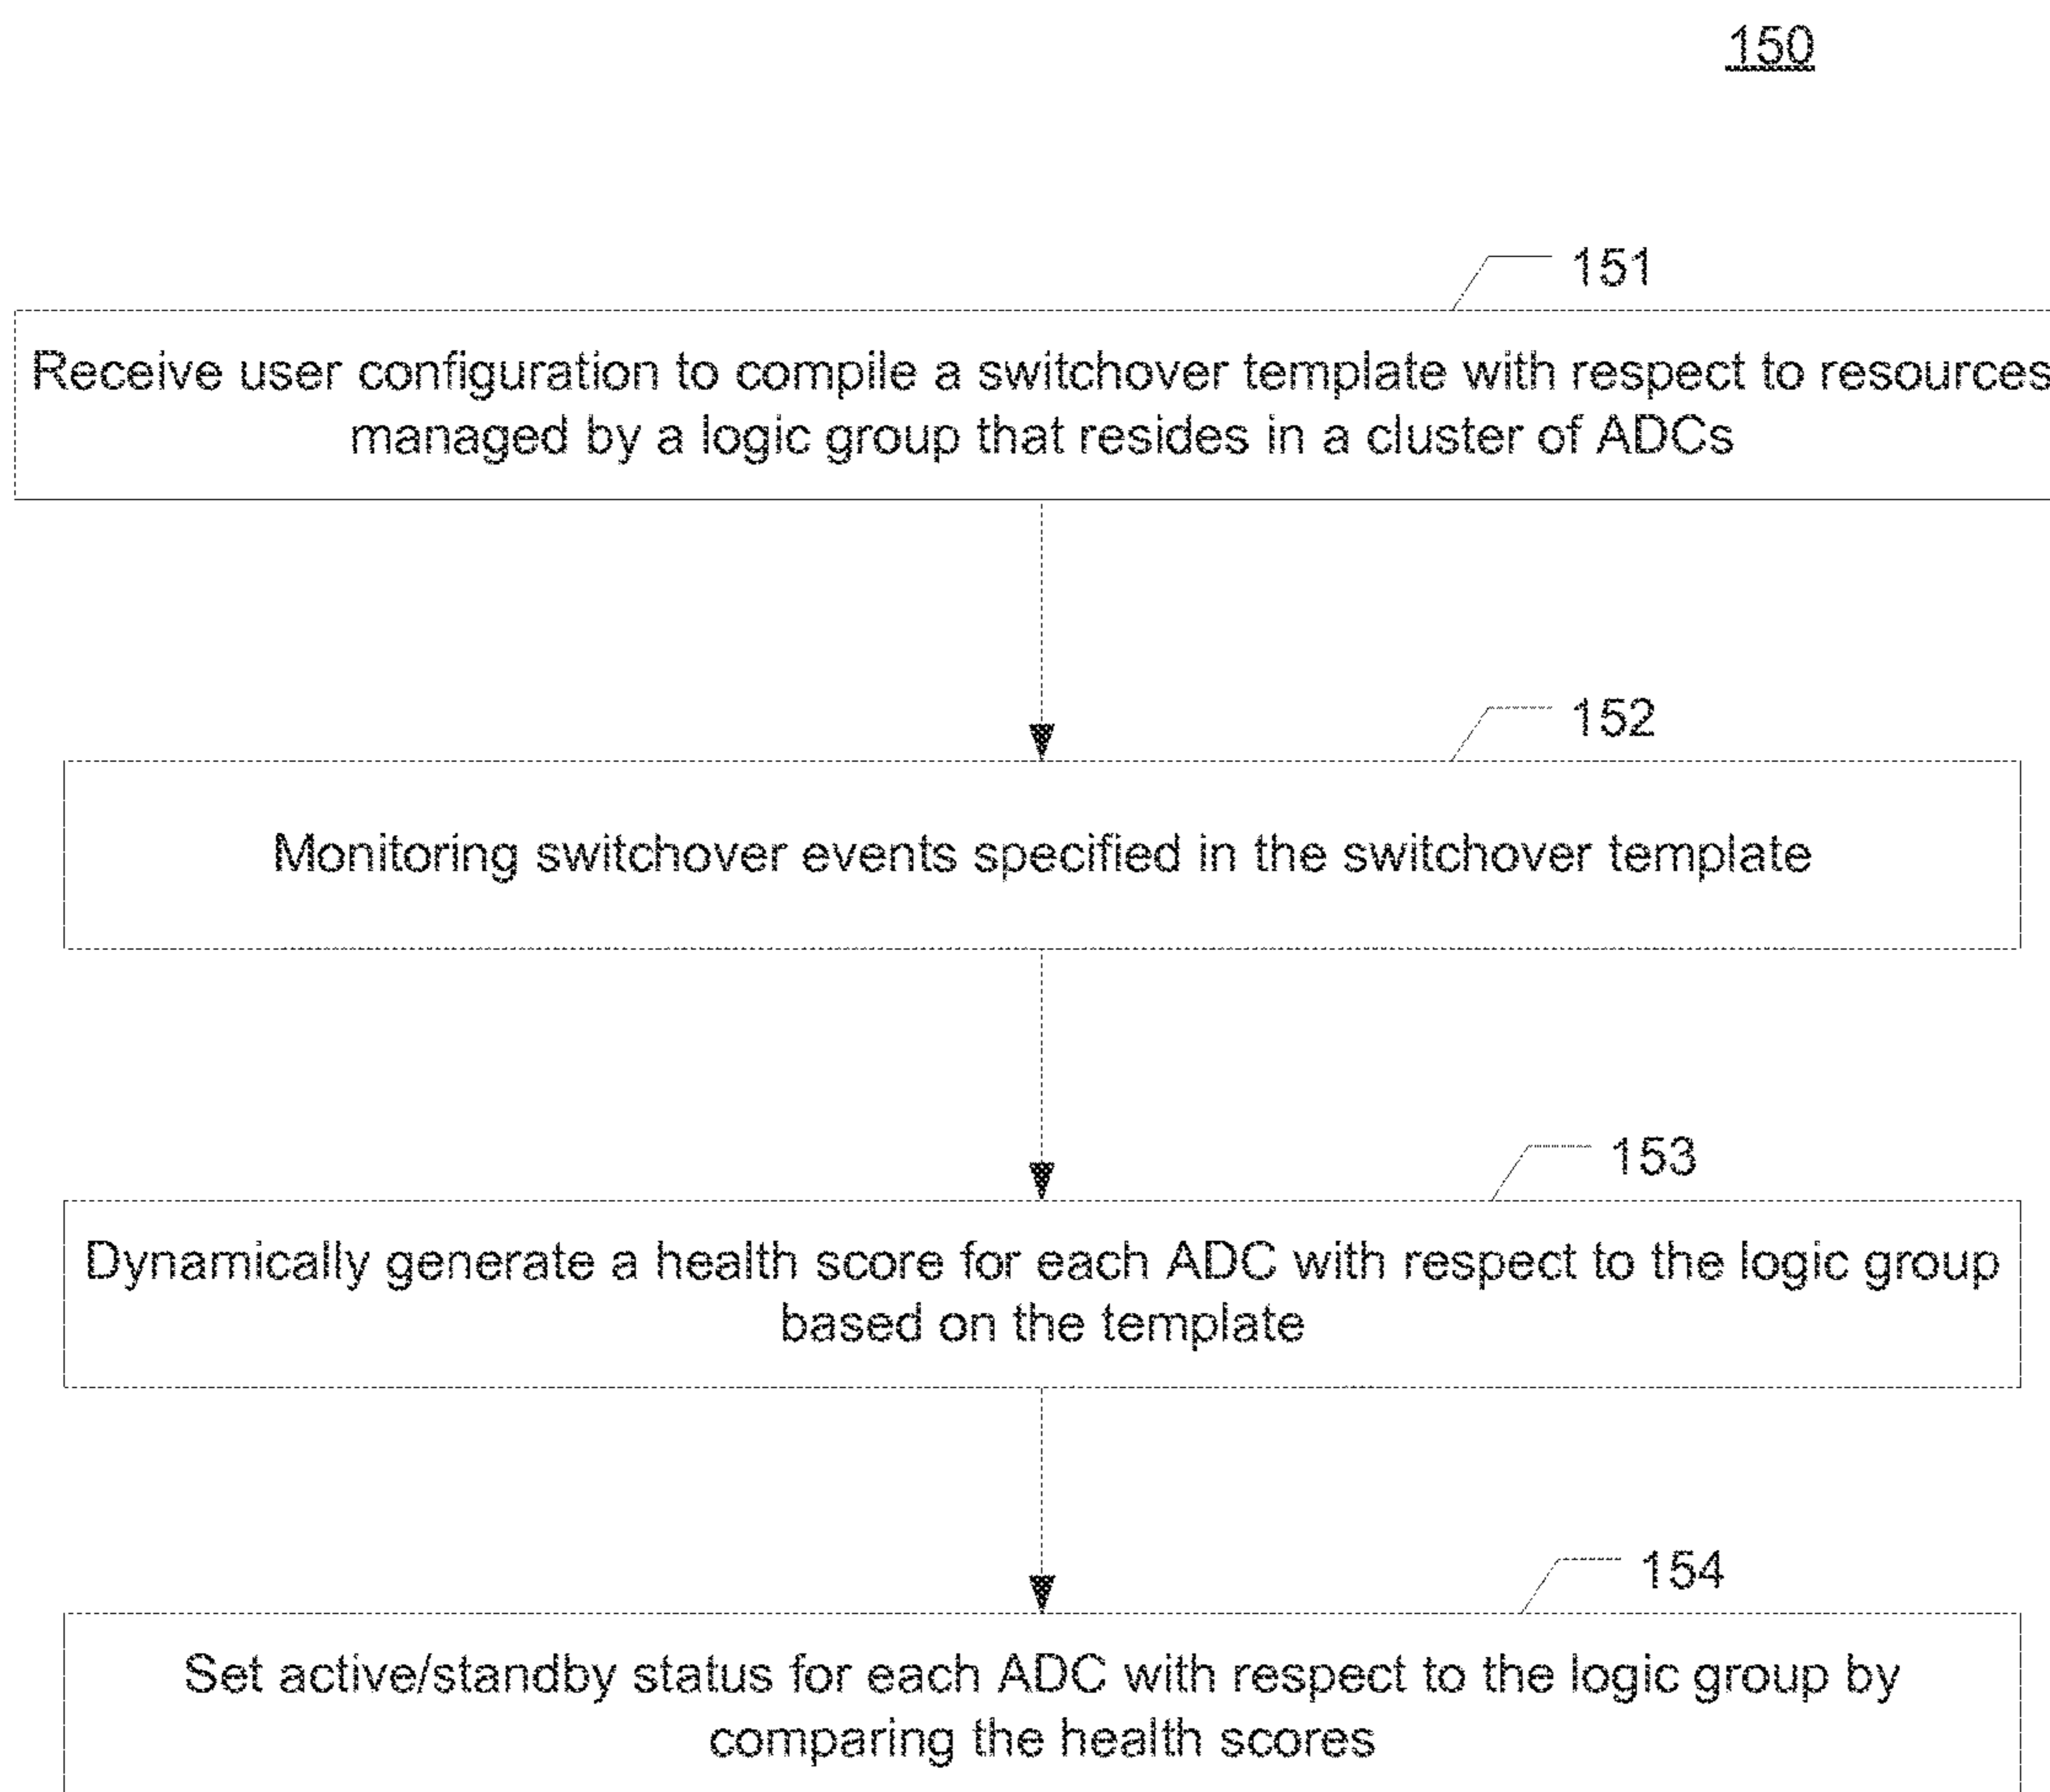 150
151
Receive user configuration to compile a switchover template with respect to resources
managed by a logic group that resides in a cluster of ADCs
152
Monitoring switchover events specified in the switchover template
153
Dynamically generate a health score for each ADC with respect to the logic group
based on the template
154
Set active/standby status for each ADC with respect to the logic group by
comparing the health scores